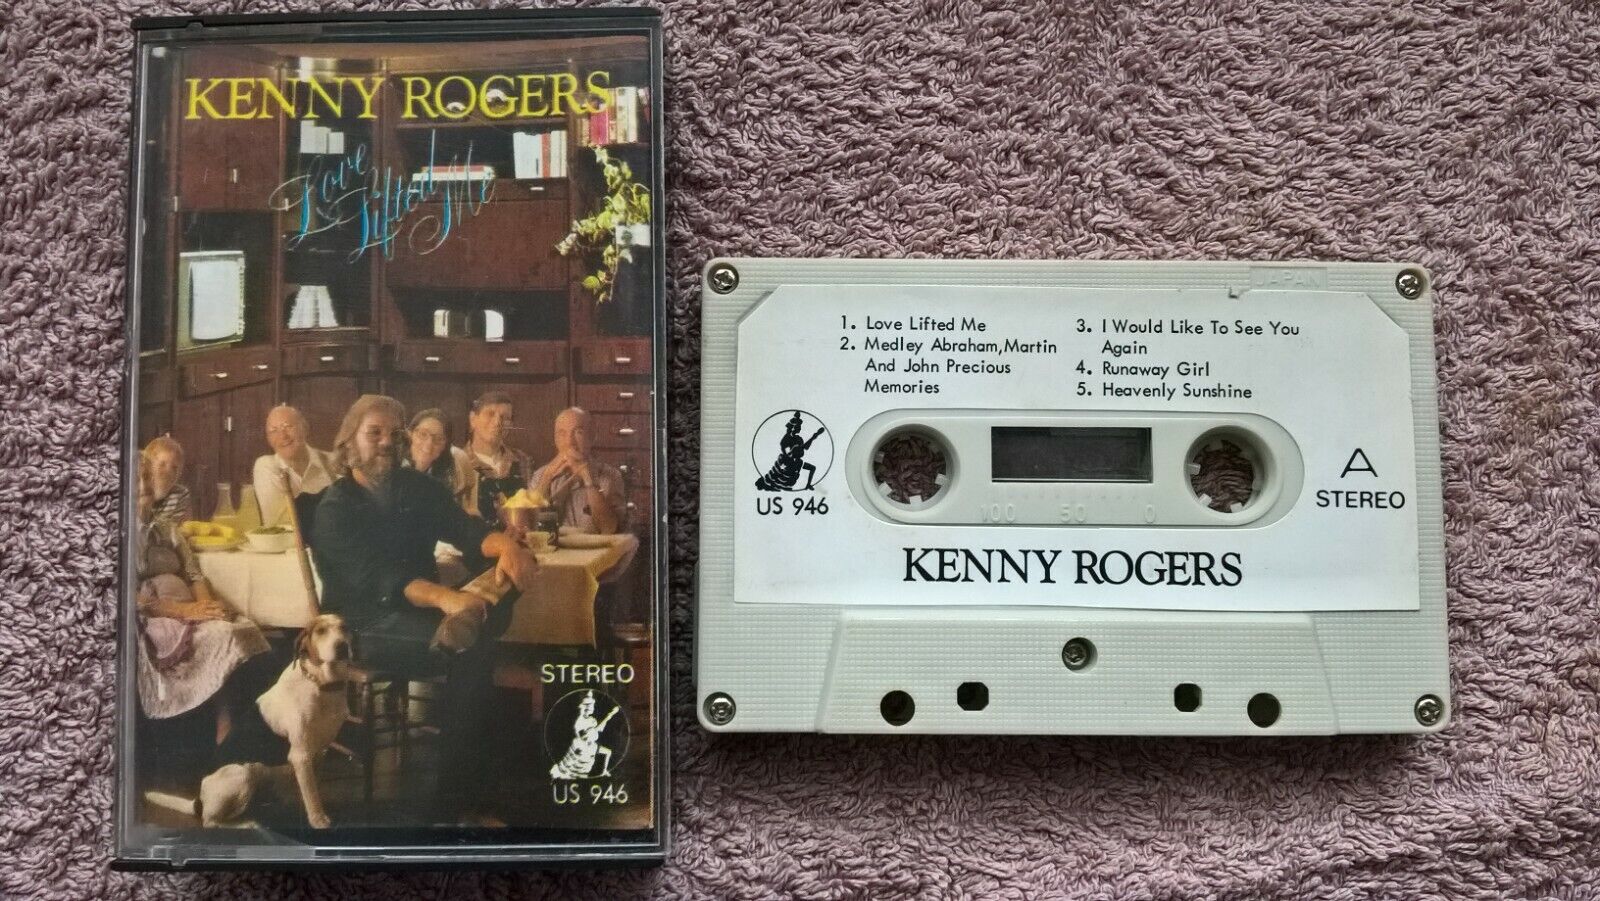 KENNY ROGERS
Love
Lifted Me
STEREO
US 946
JAPAN
1. Love Lifted Me
2. Medley Abraham,Martin
And John Precious
Memories
3. I Would Like To See You
Again
4. Runaway Girl
5. Heavenly Sunshine
US 946
A
STEREO
100 50 0
KENNY ROGERS